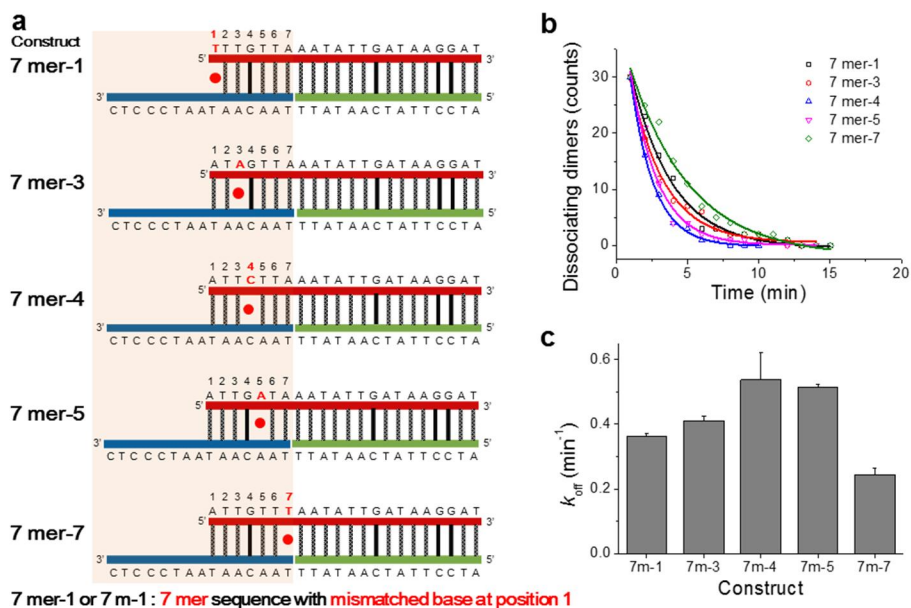 a
Construct
7 mer-1
1 2 3 4 5 6 7
T T T G T T A A A T A T T G A T A A G G A T
5' 3'
3' 5'
C T C C C T A A T A A C A A T T T A T A A C T A T T C C T A
7 mer-3
1 2 3 4 5 6 7
A T A G T T A A A T A T T G A T A A G G A T
5' 3'
3' 5'
C T C C C T A A T A A C A A T T T A T A A C T A T T C C T A
7 mer-4
1 2 3 4 5 6 7
A T T C T T A A A T A T T G A T A A G G A T
5' 3'
3' 5'
C T C C C T A A T A A C A A T T T A T A A C T A T T C C T A
7 mer-5
1 2 3 4 5 6 7
A T T G A T A A A T A T T G A T A A G G A T
5' 3'
3' 5'
C T C C C T A A T A A C A A T T T A T A A C T A T T C C T A
7 mer-7
1 2 3 4 5 6 7
A T T G T T T A A T A T T G A T A A G G A T
5' 3'
3' 5'
C T C C C T A A T A A C A A T T T A T A A C T A T T C C T A
7 mer-1 or 7 m-1 : 7 mer sequence with mismatched base at position 1
b
Dissociating dimers (counts)
30
20
10
0
0 5 10 15 20
Time (min)
7 mer-1
7 mer-3
7 mer-4
7 mer-5
7 mer-7
c
koff (min-1)
0.6
0.4
0.2
0.0
7m-1 7m-3 7m-4 7m-5 7m-7
Construct